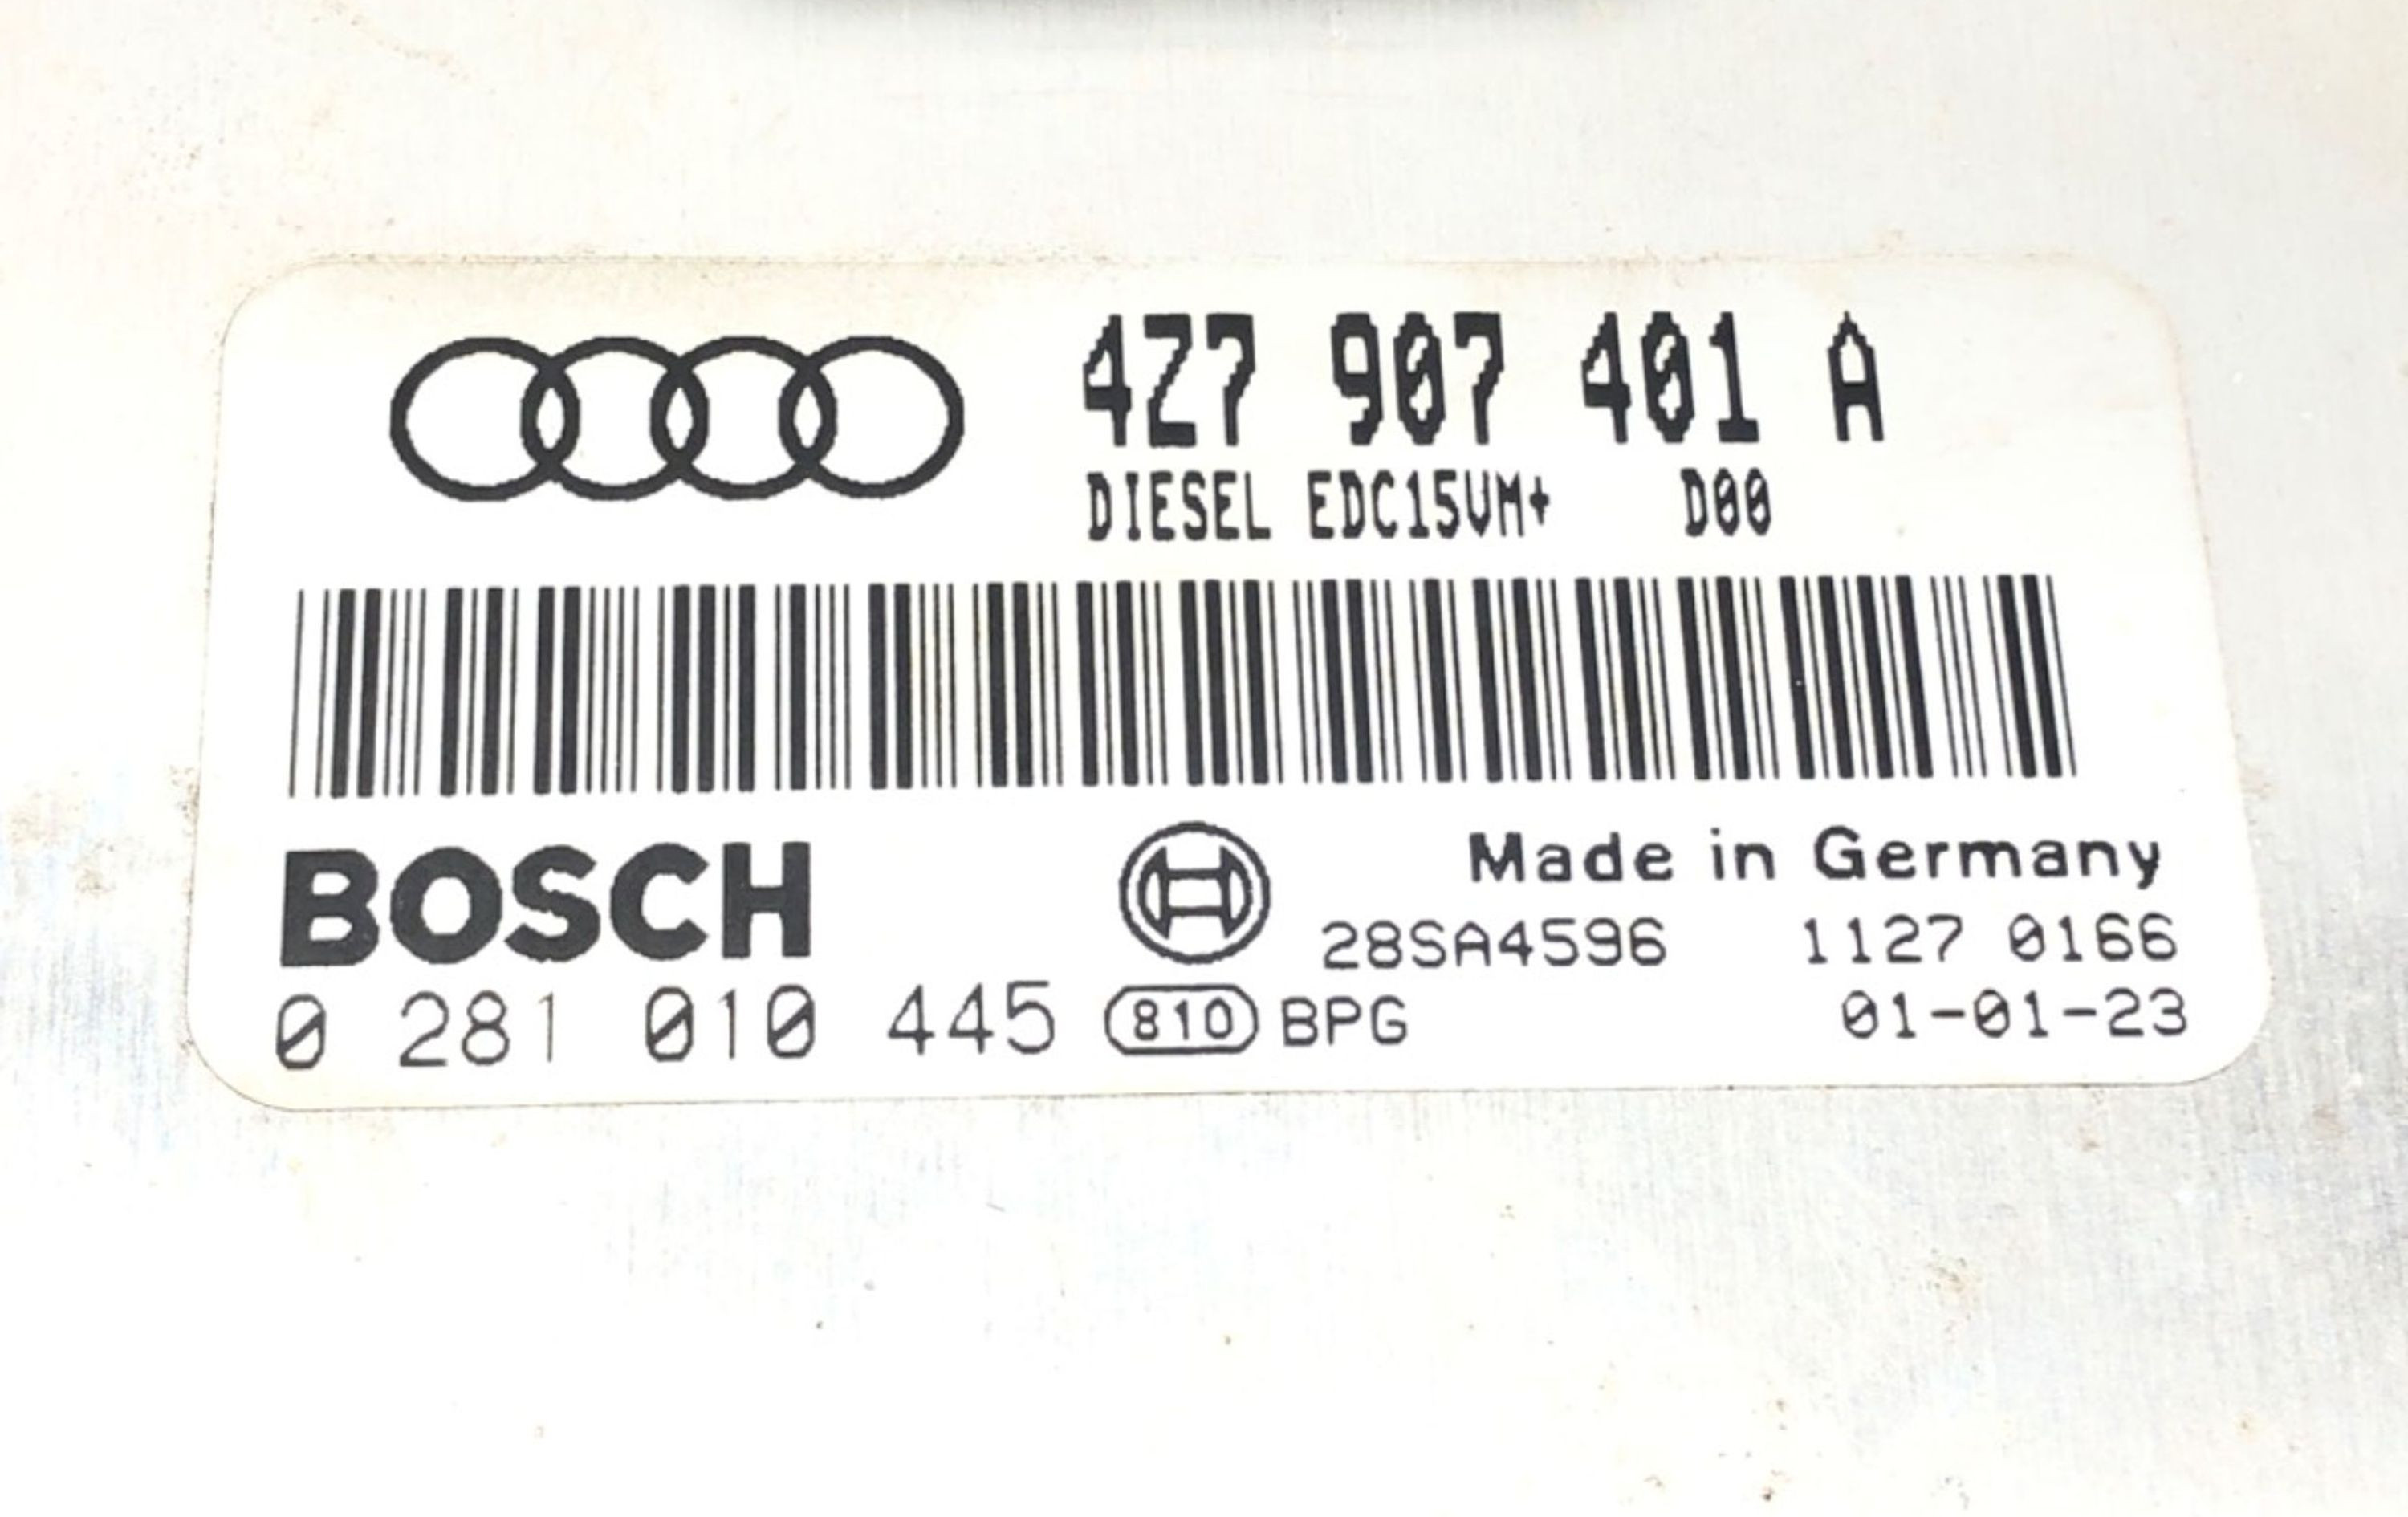 4Z7 907 401 A
DIESEL EDC15VM+ D00
BOSCH
Made in Germany
28SA4596 1127 0166
0 281 010 445 810 BPG 01-01-23